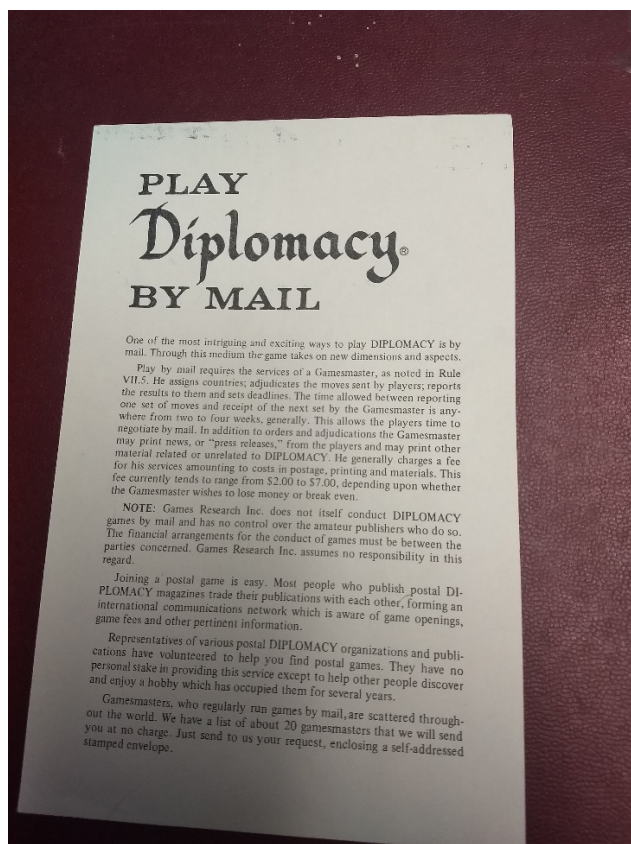 PLAY
Diplomacy®
BY MAIL
One of the most intriguing and exciting ways to play DIPLOMACY is by
mail. Through this medium the game takes on new dimensions and aspects.
Play by mail requires the services of a Gamesmaster, as noted in Rule
VII.5. He assigns countries; adjudicates the moves sent by players; reports
the results to them and sets deadlines. The time allowed between reporting
one set of moves and receipt of the next set by the Gamesmaster is any-
where from two to four weeks, generally. This allows the players time to
negotiate by mail. In addition to orders and adjudications the Gamesmaster
may print news, or "press releases," from the players and may print other
material related or unrelated to DIPLOMACY. He generally charges a fee
for his services amounting to costs in postage, printing and materials. This
fee currently tends to range from $2.00 to $7.00, depending upon whether
the Gamesmaster wishes to lose money or break even.
NOTE: Games Research Inc. does not itself conduct DIPLOMACY
games by mail and has no control over the amateur publishers who do so.
The financial arrangements for the conduct of games must be between the
parties concerned. Games Research Inc. assumes no responsibility in this
regard.
Joining a postal game is easy. Most people who publish postal DI-
PLOMACY magazines trade their publications with each other, forming an
international communications network which is aware of game openings,
game fees and other pertinent information.
Representatives of various postal DIPLOMACY organizations and publi-
cations have volunteered to help you find postal games. They have no
personal stake in providing this service except to help other people discover
and enjoy a hobby which has occupied them for several years.
Gamesmasters, who regularly run games by mail, are scattered through-
out the world. We have a list of about 20 gamesmasters that we will send
you at no charge. Just send to us your request, enclosing a self-addressed
stamped envelope.